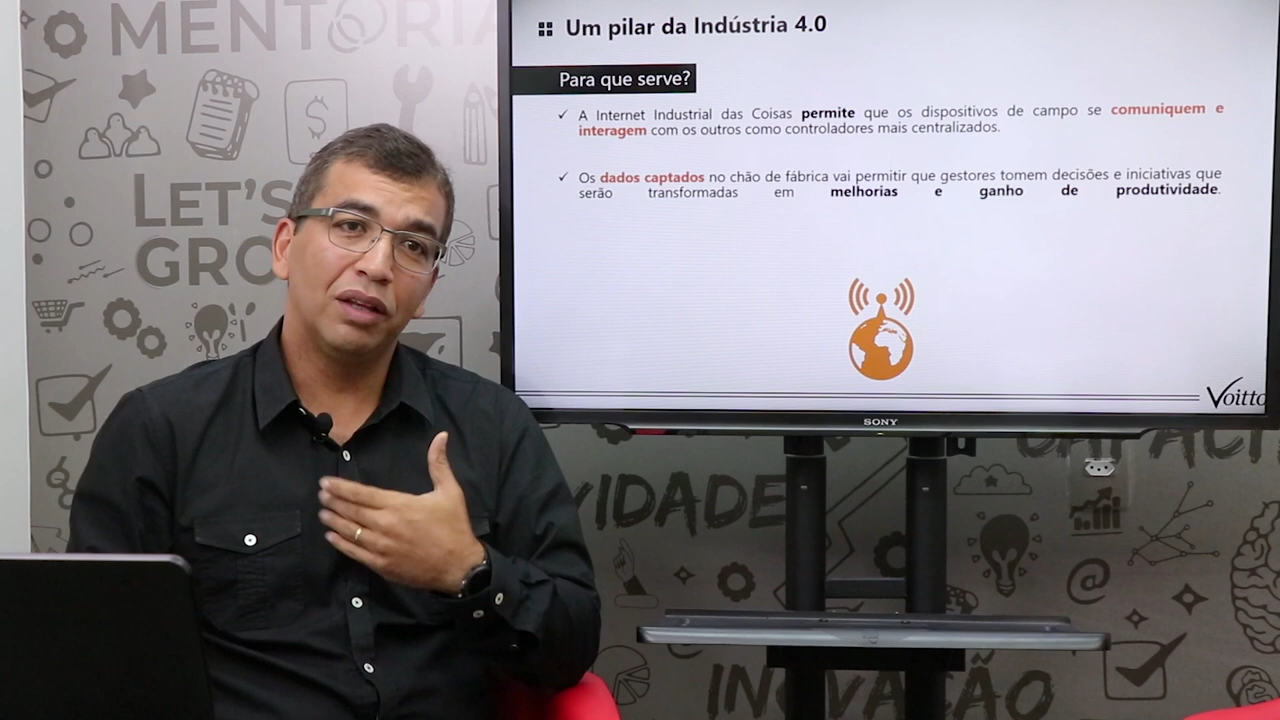 MENTORIA
LET'S
GRO
Um pilar da Indústria 4.0
Para que serve?
✓ A Internet Industrial das Coisas permite que os dispositivos de campo se comuniquem e
interagem com os outros como controladores mais centralizados.
✓ Os dados captados no chão de fábrica vai permitir que gestores tomem decisões e iniciativas que
serão transformadas em melhorias e ganho de produtividade.
Voitto
SONY
VIDADE
INOVAÇÃO